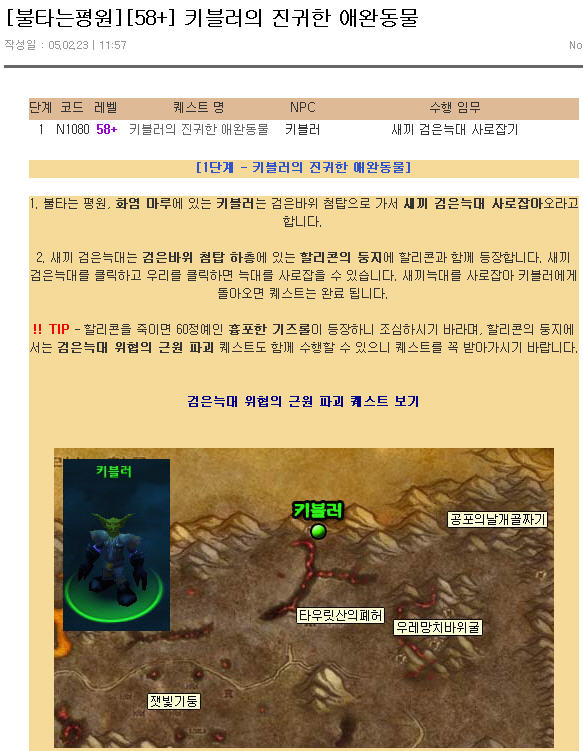 [불타는평원][58+] 키블러의 진귀한 애완동물
작성일 : 05.02.23 | 11:57 No
단계 코드 레벨 퀘스트 명 NPC 수행 임무
1 N1080 58+ 키블러의 진귀한 애완동물 키블러 새끼 검은늑대 사로잡기
[1단계 - 키블러의 진귀한 애완동물]
1. 불타는 평원, 화염 마루에 있는 키블러는 검은바위 첨탑으로 가서 새끼 검은늑대 사로잡아오라고
합니다.
2. 새끼 검은늑대는 검은바위 첨탑 하층에 있는 할리콘의 둥지에 할리콘과 함께 등장합니다. 새끼
검은늑대를 클릭하고 우리를 클릭하면 늑대를 사로잡을 수 있습니다. 새끼늑대를 사로잡아 키블러에게
돌아오면 퀘스트는 완료 됩니다.
!! TIP - 할리콘을 죽이면 60정예인 흉포한 기즈룰이 등장하니 조심하시기 바라며, 할리콘의 둥지에
서는 검은늑대 위협의 근원 파괴 퀘스트도 함께 수행할 수 있으니 퀘스트를 꼭 받아가시기 바랍니다.
검은늑대 위협의 근원 파괴 퀘스트 보기
키블러
키블러
공포의날개골짜기
타우릿산의폐허
우레망치바위굴
잿빛기둥